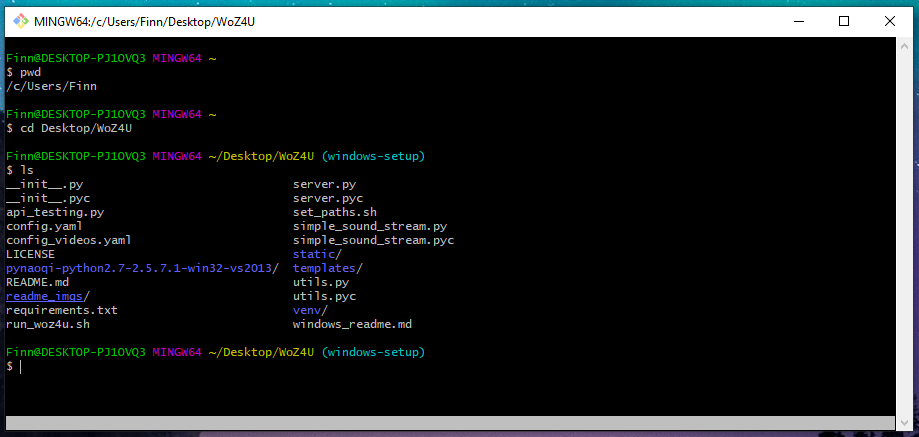 MINGW64:/c/Users/Finn/Desktop/WoZ4U
Finn@DESKTOP-PJ1OVQ3 MINGW64 ~
$ pwd
/c/Users/Finn
Finn@DESKTOP-PJ1OVQ3 MINGW64 ~
$ cd Desktop/WoZ4U
Finn@DESKTOP-PJ1OVQ3 MINGW64 ~/Desktop/WoZ4U (windows-setup)
$ ls
__init__.py server.py
__init__.pyc server.pyc
api_testing.py set_paths.sh
config.yaml simple_sound_stream.py
config_videos.yaml simple_sound_stream.pyc
LICENSE static/
pynaoqi-python2.7-2.5.7.1-win32-vs2013/ templates/
README.md utils.py
readme_imgs/ utils.pyc
requirements.txt venv/
run_woz4u.sh windows_readme.md
Finn@DESKTOP-PJ1OVQ3 MINGW64 ~/Desktop/WoZ4U (windows-setup)
$